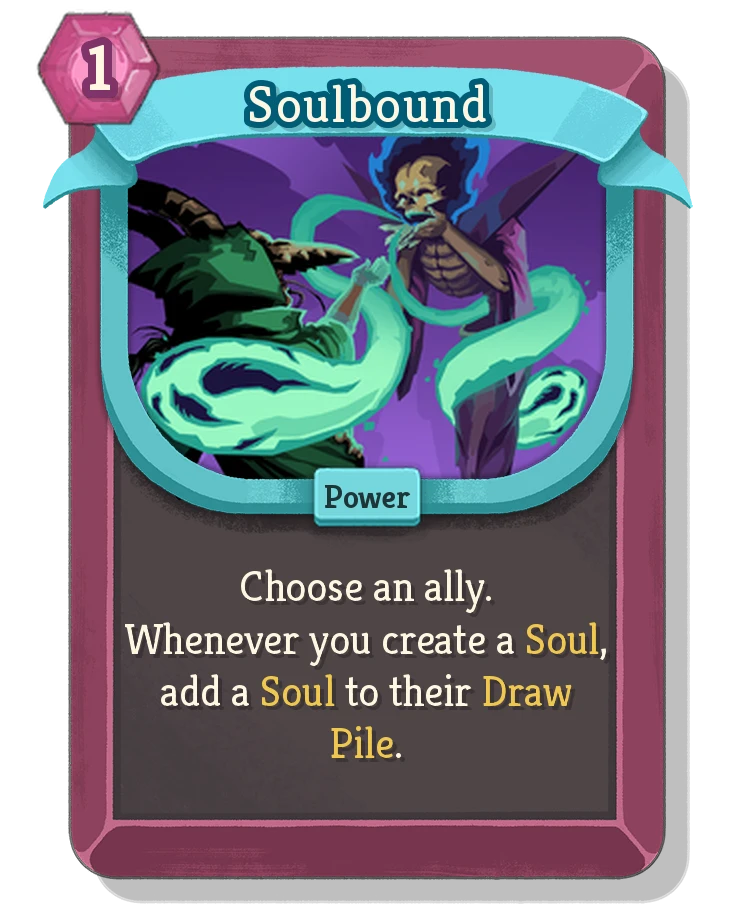 1
Soulbound
Power
Choose an ally.
Whenever you create a Soul,
add a Soul to their Draw
Pile.